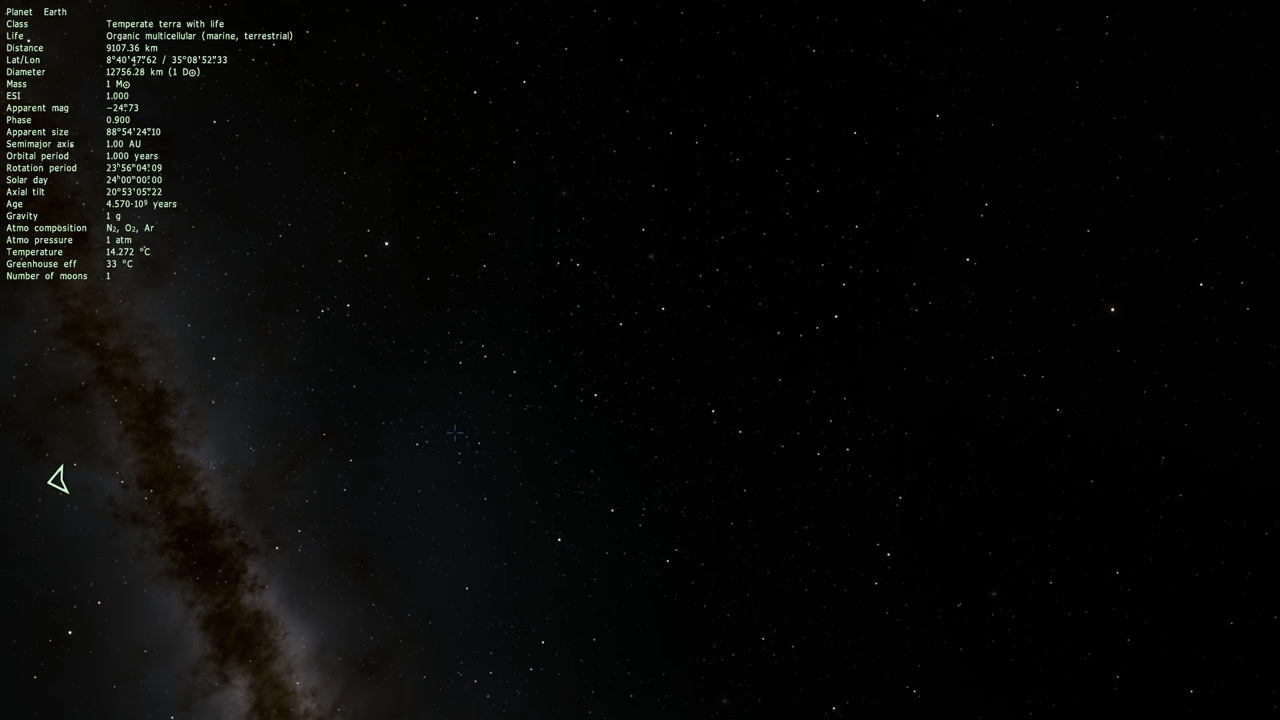 Planet Earth
Class Temperate terra with life
Life Organic multicellular (marine, terrestrial)
Distance 9107.36 km
Lat/Lon 8°40'47."62 / 35°08'52."33
Diameter 12756.28 km (1 D⊙)
Mass 1 M⊙
ESI 1.000
Apparent mag −24.ᵐ73
Phase 0.900
Apparent size 88°54'24."10
Semimajor axis 1.00 AU
Orbital period 1.000 years
Rotation period 23ʰ56ᵐ04.ˢ09
Solar day 24ʰ00ᵐ00.ˢ00
Axial tilt 20°53'05."22
Age 4.570·10⁹ years
Gravity 1 g
Atmo composition N₂, O₂, Ar
Atmo pressure 1 atm
Temperature 14.272 °C
Greenhouse eff 33 °C
Number of moons 1